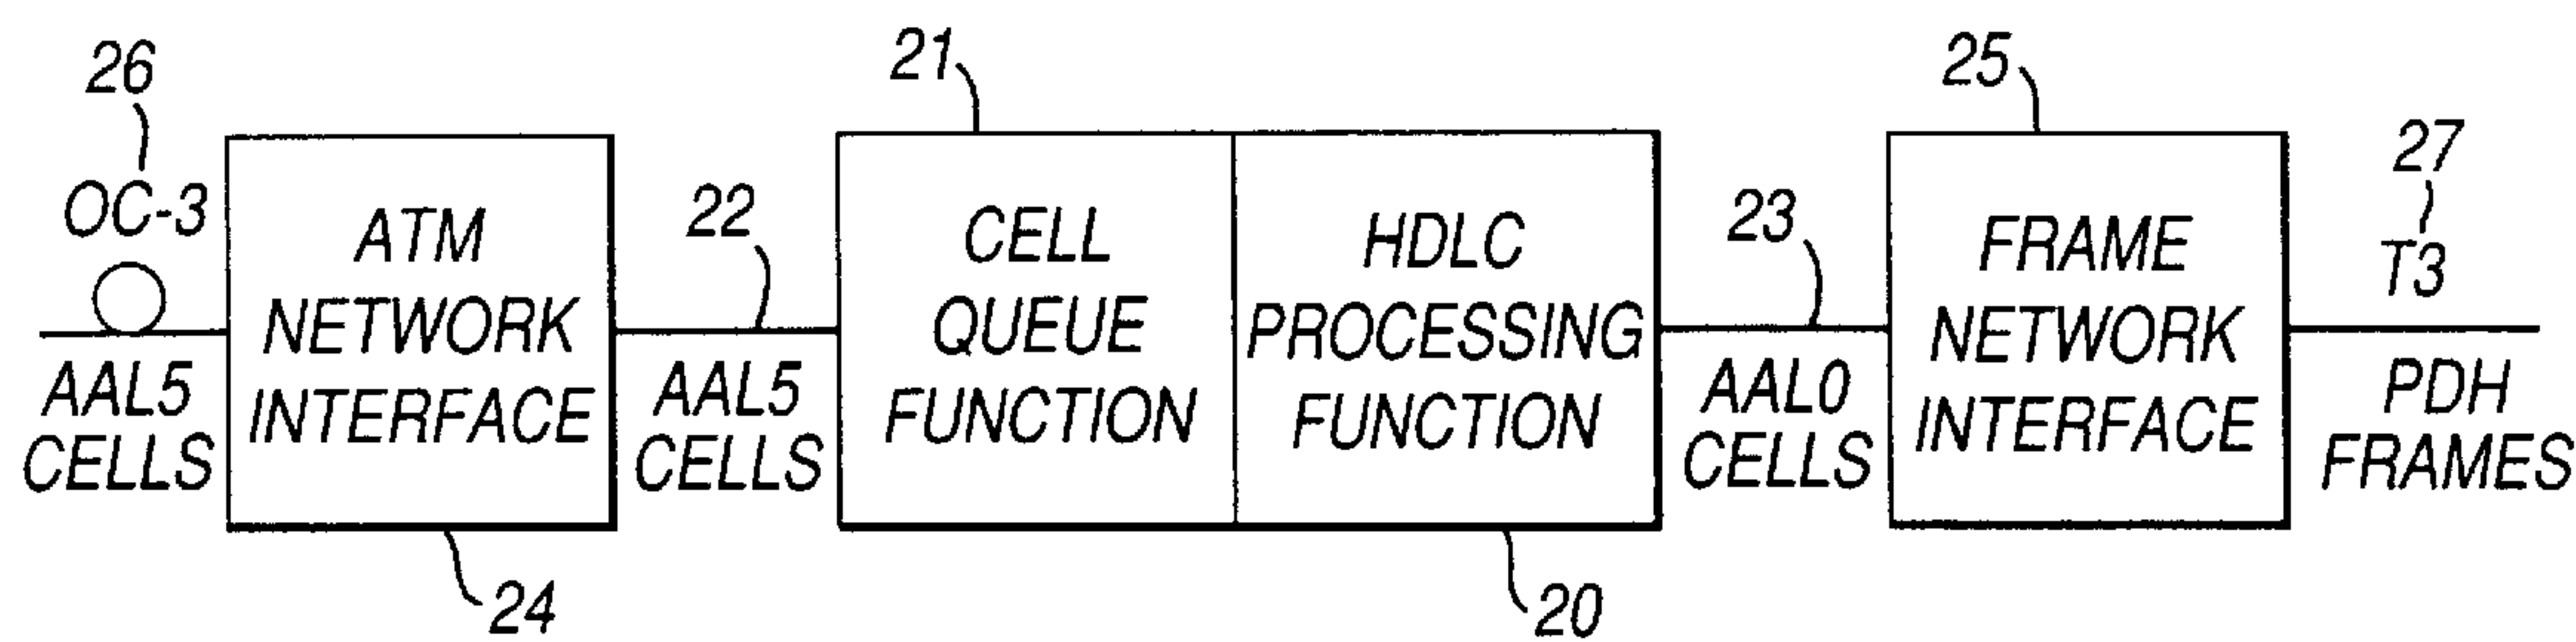 26
OC-3
AAL5
CELLS
ATM
NETWORK
INTERFACE
24
22
AAL5
CELLS
21
CELL
QUEUE
FUNCTION
HDLC
PROCESSING
FUNCTION
20
23
AAL0
CELLS
25
FRAME
NETWORK
INTERFACE
27
T3
PDH
FRAMES